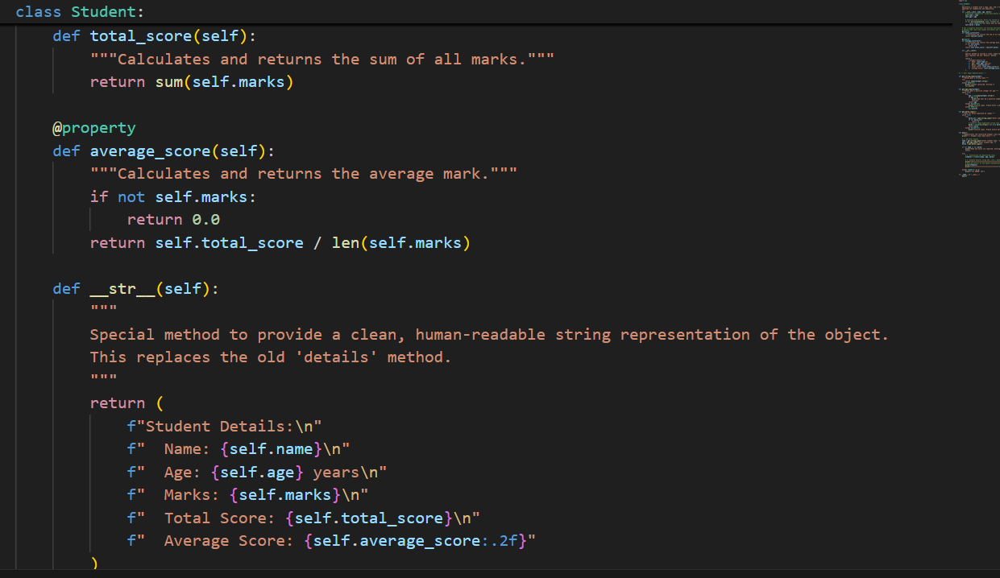 class Student:
    def total_score(self):
        """Calculates and returns the sum of all marks."""
        return sum(self.marks)

    @property
    def average_score(self):
        """Calculates and returns the average mark."""
        if not self.marks:
            return 0.0
        return self.total_score / len(self.marks)

    def __str__(self):
        """
        Special method to provide a clean, human-readable string representation of the object.
        This replaces the old 'details' method.
        """
        return (
            f"Student Details:\n"
            f"  Name: {self.name}\n"
            f"  Age: {self.age} years\n"
            f"  Marks: {self.marks}\n"
            f"  Total Score: {self.total_score}\n"
            f"  Average Score: {self.average_score:.2f}"
        )